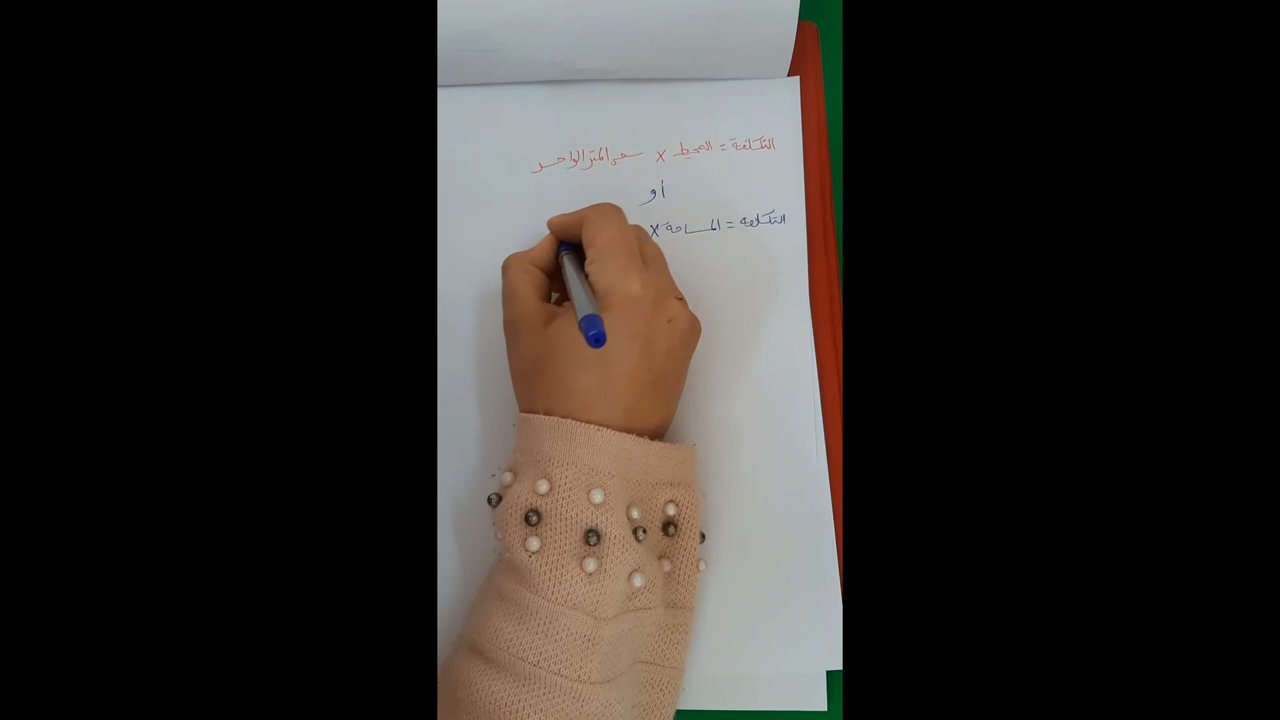 التكلفة = المحيط × سعر المتر الواحد
أو
التكلفة = المساحة ×